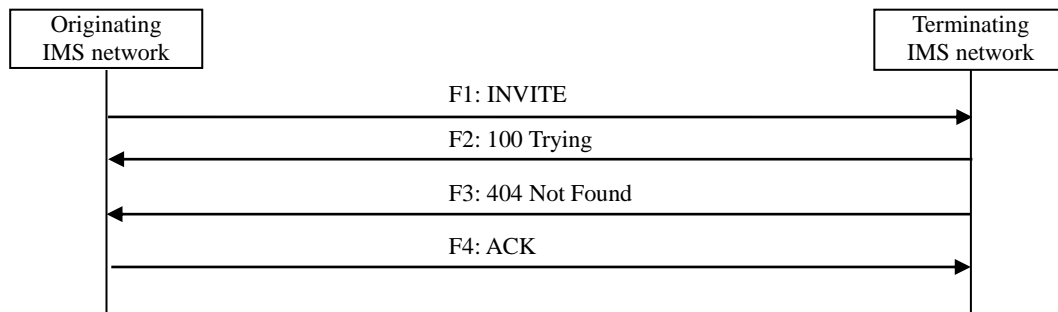 Originating
IMS network
Terminating
IMS network
F1: INVITE
F2: 100 Trying
F3: 404 Not Found
F4: ACK